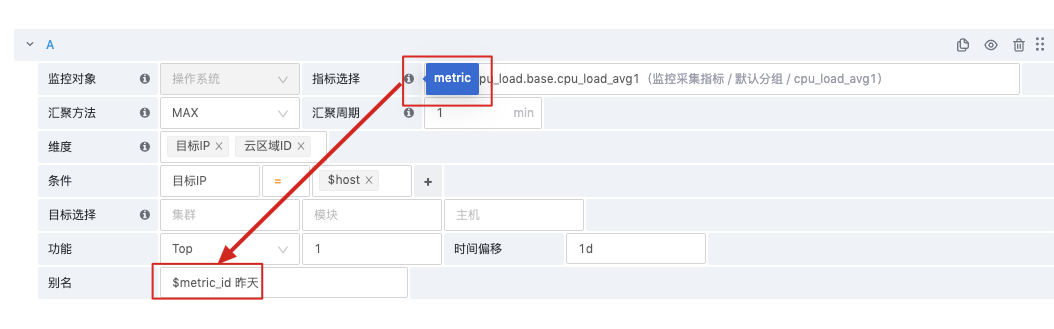 A
监控对象 操作系统 指标选择 metric pu_load.base.cpu_load_avg1（监控采集指标 / 默认分组 / cpu_load_avg1）
汇聚方法 MAX 汇聚周期 1 min
维度 目标IP × 云区域ID ×
条件 目标IP = $host × +
目标选择 集群 模块 主机
功能 Top 1 时间偏移 1d
别名 $metric_id 昨天